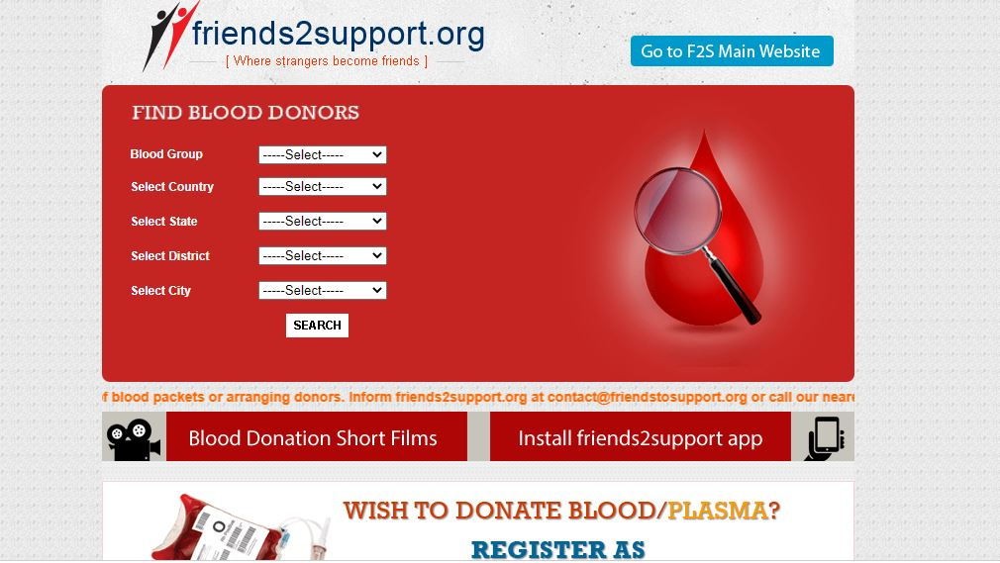 friends2support.org
[ Where strangers become friends ]
Go to F2S Main Website
FIND BLOOD DONORS
Blood Group -----Select-----
Select Country -----Select-----
Select State -----Select-----
Select District -----Select-----
Select City -----Select-----
SEARCH
of blood packets or arranging donors. Inform friends2support.org at contact@friendstosupport.org or call our neare
Blood Donation Short Films
Install friends2support app
WISH TO DONATE BLOOD/PLASMA?
REGISTER AS
O